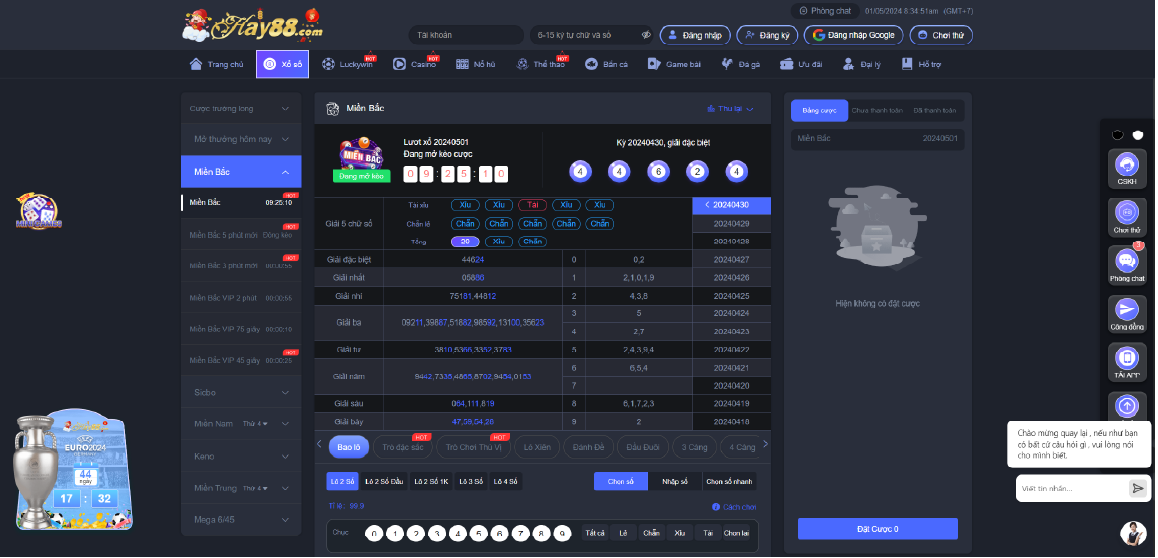 Phòng chat 01/05/2024 8:34:51am (GMT+7)
Hay88.com
Tài khoản
6-15 ký tự chữ và số
Đăng nhập
Đăng ký
Đăng nhập Google
Chơi thử
Trang chủ
Xổ số
Luckywin HOT
Casino HOT
Nổ hũ
Thể thao HOT
Bắn cá
Game bài
Đá gà
Ưu đãi
Đại lý
Hỗ trợ
Cược trường long
Mở thưởng hôm nay
Miền Bắc
Miền Bắc 09:25:10 HOT
Miền Bắc 5 phút mới Đóng kèo HOT
Miền Bắc 3 phút mới 00:00:55 HOT
Miền Bắc VIP 2 phút 00:00:55
Miền Bắc VIP 75 giây 00:00:10
Miền Bắc VIP 45 giây 00:00:25 HOT
Sicbo
Miền Nam Thứ 4
Keno
Miền Trung Thứ 4
Mega 6/45
Miền Bắc
Thu lại
MIỀN BẮC
Đang mở kèo
Lượt xổ 20240501
Đang mở kèo cược
09:25:10
Kỳ 20240430, giải đặc biệt
4 4 6 2 4
Giải 5 chữ số
Tài xỉu Xỉu Xỉu Tài Xỉu Xỉu
Chẵn lẻ Chẵn Chẵn Chẵn Chẵn Chẵn
Tổng 20 Xỉu Chẵn
Giải đặc biệt 44624
Giải nhất 05886
Giải nhì 75181,44812
Giải ba 09211,39887,51882,98592,13100,35623
Giải tư 3810,5366,3352,3783
Giải năm 9442,7335,4865,8702,9454,0153
Giải sáu 064,111,819
Giải bảy 47,59,54,26
0 0,2
1 2,1,0,1,9
2 4,3,8
3 5
4 2,7
5 2,4,3,9,4
6 6,5,4
7
8 6,1,7,2,3
9 2
20240430
20240429
20240428
20240427
20240426
20240425
20240424
20240423
20240422
20240421
20240420
20240419
20240418
Bao lô
Trò đặc sắc HOT
Trò Chơi Thú Vị HOT
Lô Xiên
Đánh Đề
Đầu Đuôi
3 Càng
4 Càng
Lô 2 Số
Lô 2 Số Đầu
Lô 2 Số 1K
Lô 3 Số
Lô 4 Số
Chọn số
Nhập số
Chọn số nhanh
Tỉ lệ : 99.9
Cách chơi
Chục 0 1 2 3 4 5 6 7 8 9 Tất cả Lẻ Chẵn Xỉu Tài Chọn lại
Bảng cược
Chưa thanh toán
Đã thanh toán
Miền Bắc 20240501
Hiện không có đặt cược
Đặt Cược 0
CSKH
Chơi thử
3
Phòng chat
Cộng đồng
TẢI APP
Chào mừng quay lại , nếu như bạn
có bất cứ câu hỏi gì , vui lòng nói
cho mình biết.
Viết tin nhắn...
EURO2024
GERMANY
44
ngày
17 : 32